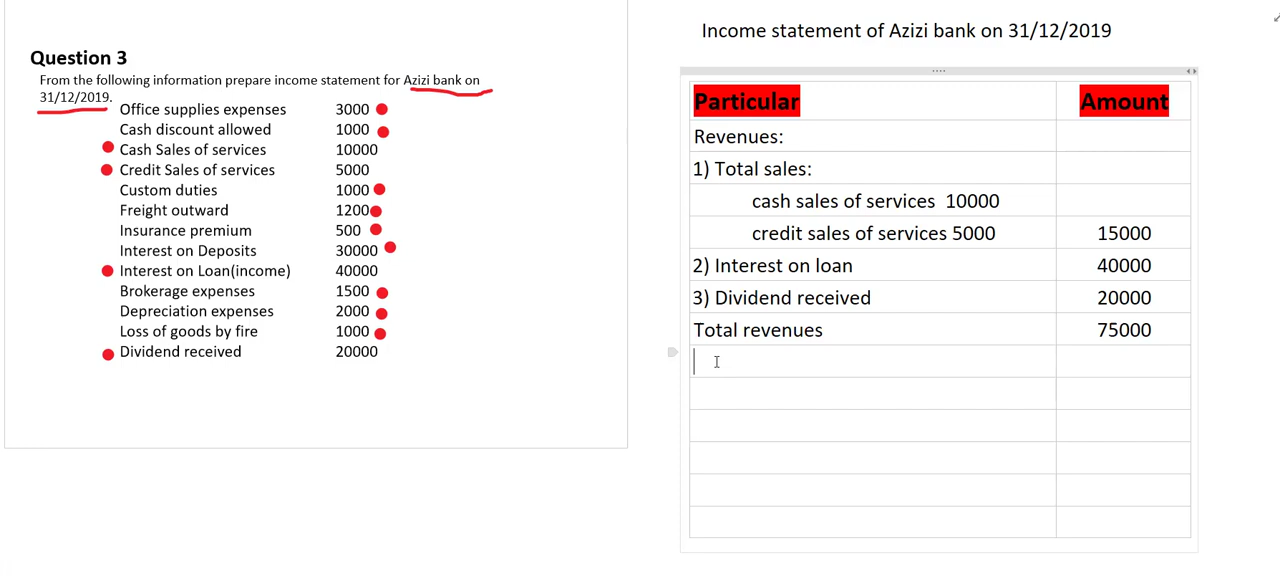 Question 3
From the following information prepare income statement for Azizi bank on
31/12/2019.
Office supplies expenses 3000
Cash discount allowed 1000
Cash Sales of services 10000
Credit Sales of services 5000
Custom duties 1000
Freight outward 1200
Insurance premium 500
Interest on Deposits 30000
Interest on Loan(income) 40000
Brokerage expenses 1500
Depreciation expenses 2000
Loss of goods by fire 1000
Dividend received 20000
Income statement of Azizi bank on 31/12/2019
Particular Amount
Revenues:
1) Total sales:
cash sales of services 10000
credit sales of services 5000 15000
2) Interest on loan 40000
3) Dividend received 20000
Total revenues 75000